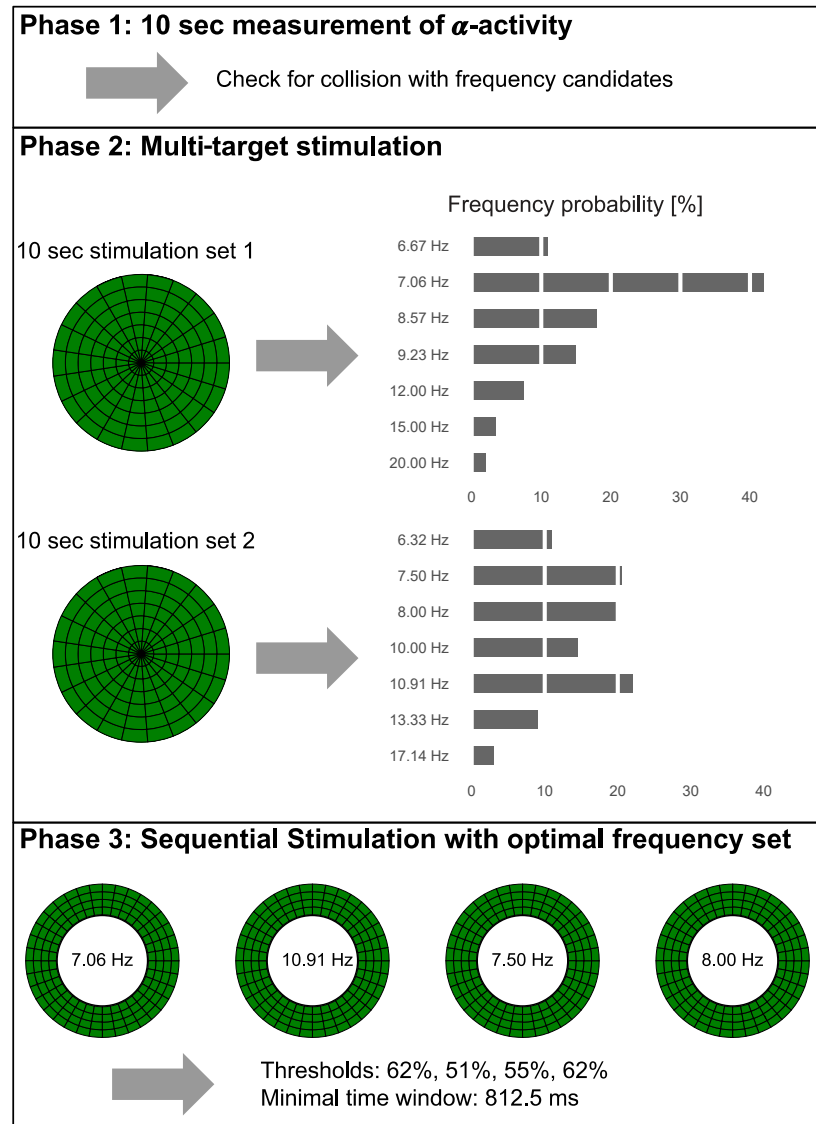 Phase 1: 10 sec measurement of α-activity
Check for collision with frequency candidates
Phase 2: Multi-target stimulation
Frequency probability [%]
10 sec stimulation set 1
6.67 Hz
7.06 Hz
8.57 Hz
9.23 Hz
12.00 Hz
15.00 Hz
20.00 Hz
0 10 20 30 40
10 sec stimulation set 2
6.32 Hz
7.50 Hz
8.00 Hz
10.00 Hz
10.91 Hz
13.33 Hz
17.14 Hz
0 10 20 30 40
Phase 3: Sequential Stimulation with optimal frequency set
7.06 Hz 10.91 Hz 7.50 Hz 8.00 Hz
Thresholds: 62%, 51%, 55%, 62%
Minimal time window: 812.5 ms